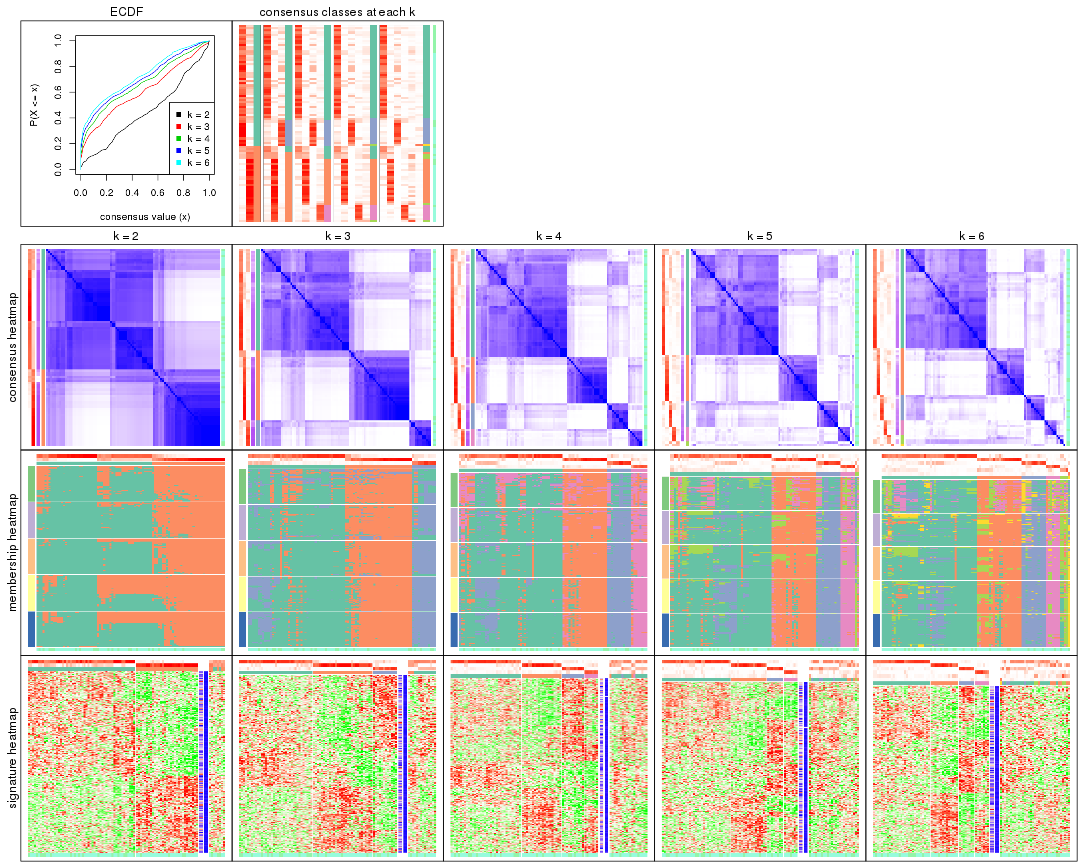 ECDF
consensus classes at each k
P(X <= x)
0.0 0.2 0.4 0.6 0.8 1.0
k = 2
k = 3
k = 4
k = 5
k = 6
0.0 0.2 0.4 0.6 0.8 1.0
consensus value (x)
k = 2
k = 3
k = 4
k = 5
k = 6
consensus heatmap
membership heatmap
signature heatmap